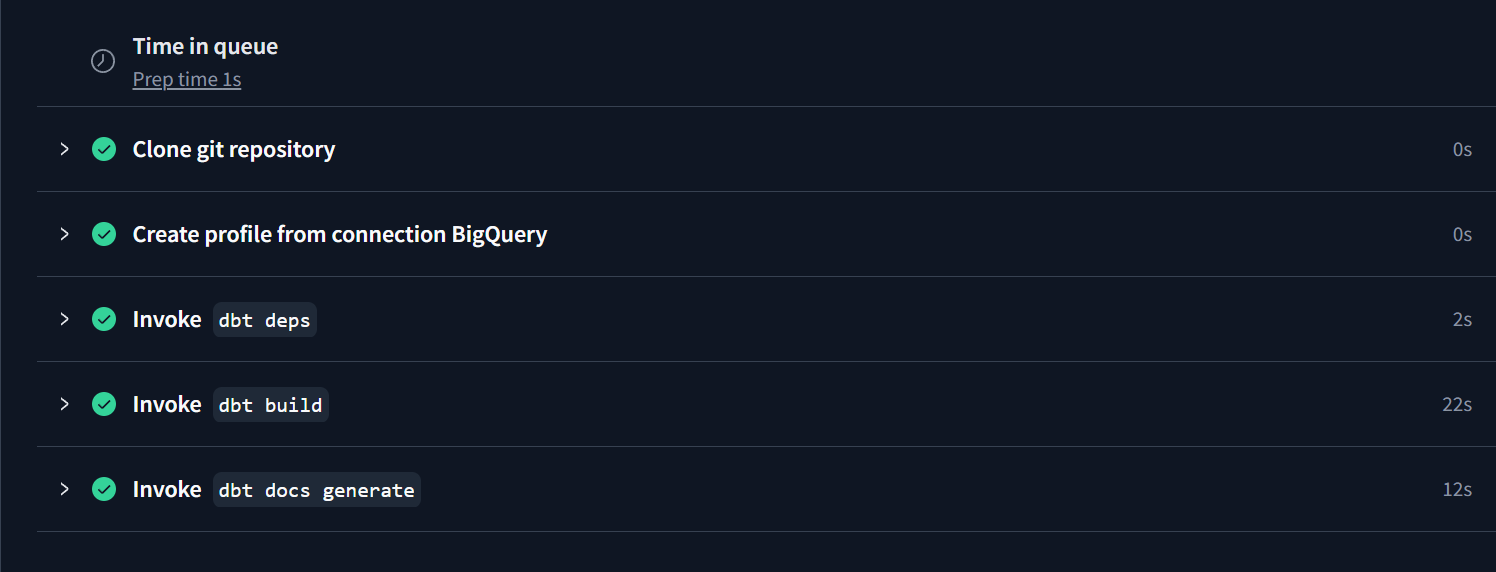 Time in queue
Prep time 1s
Clone git repository 0s
Create profile from connection BigQuery 0s
Invoke dbt deps 2s
Invoke dbt build 22s
Invoke dbt docs generate 12s